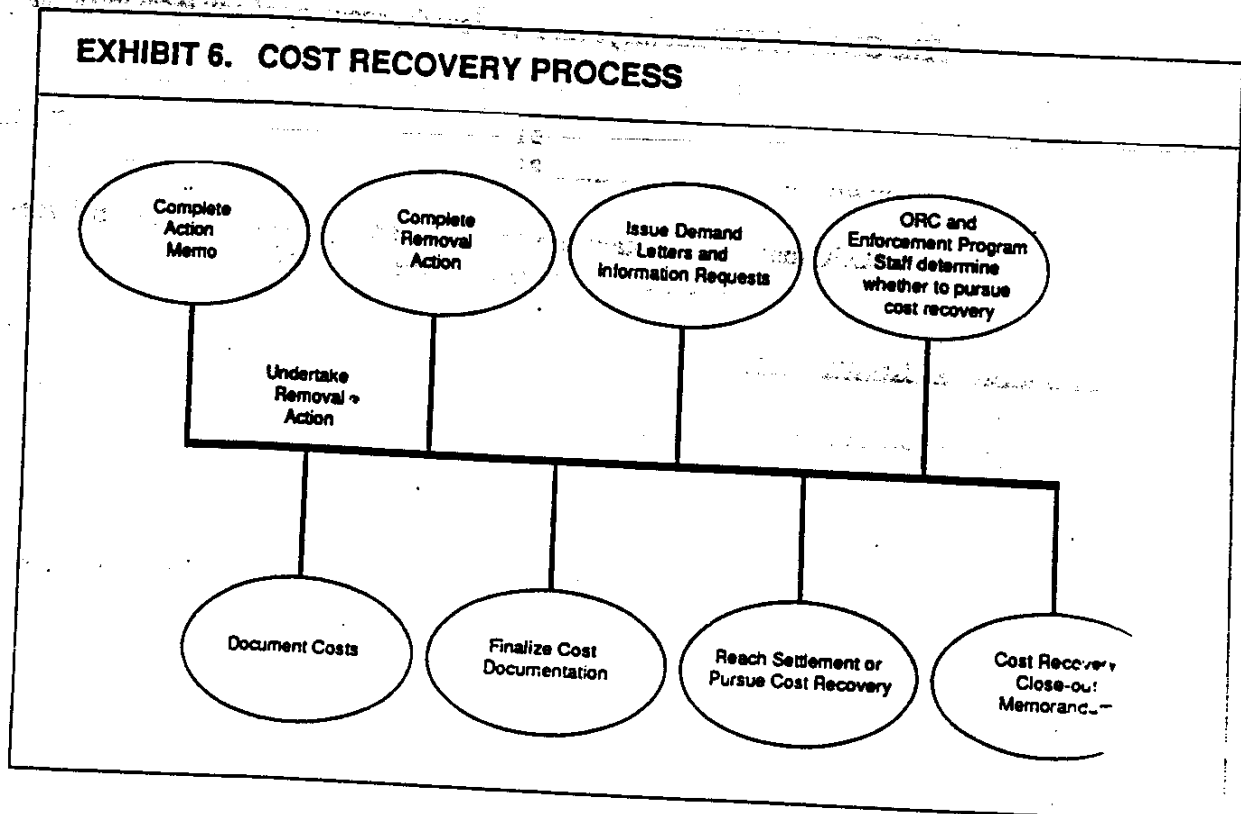 EXHIBIT 6. COST RECOVERY PROCESS
Complete
Action
Memo
Complete
Removal
Action
Issue Demand
Letters and
Information Requests
ORC and
Enforcement Program
Staff determine
whether to pursue
cost recovery
Undertake
Removal
Action
Document Costs
Finalize Cost
Documentation
Reach Settlement or
Pursue Cost Recovery
Cost Recovery
Close-out